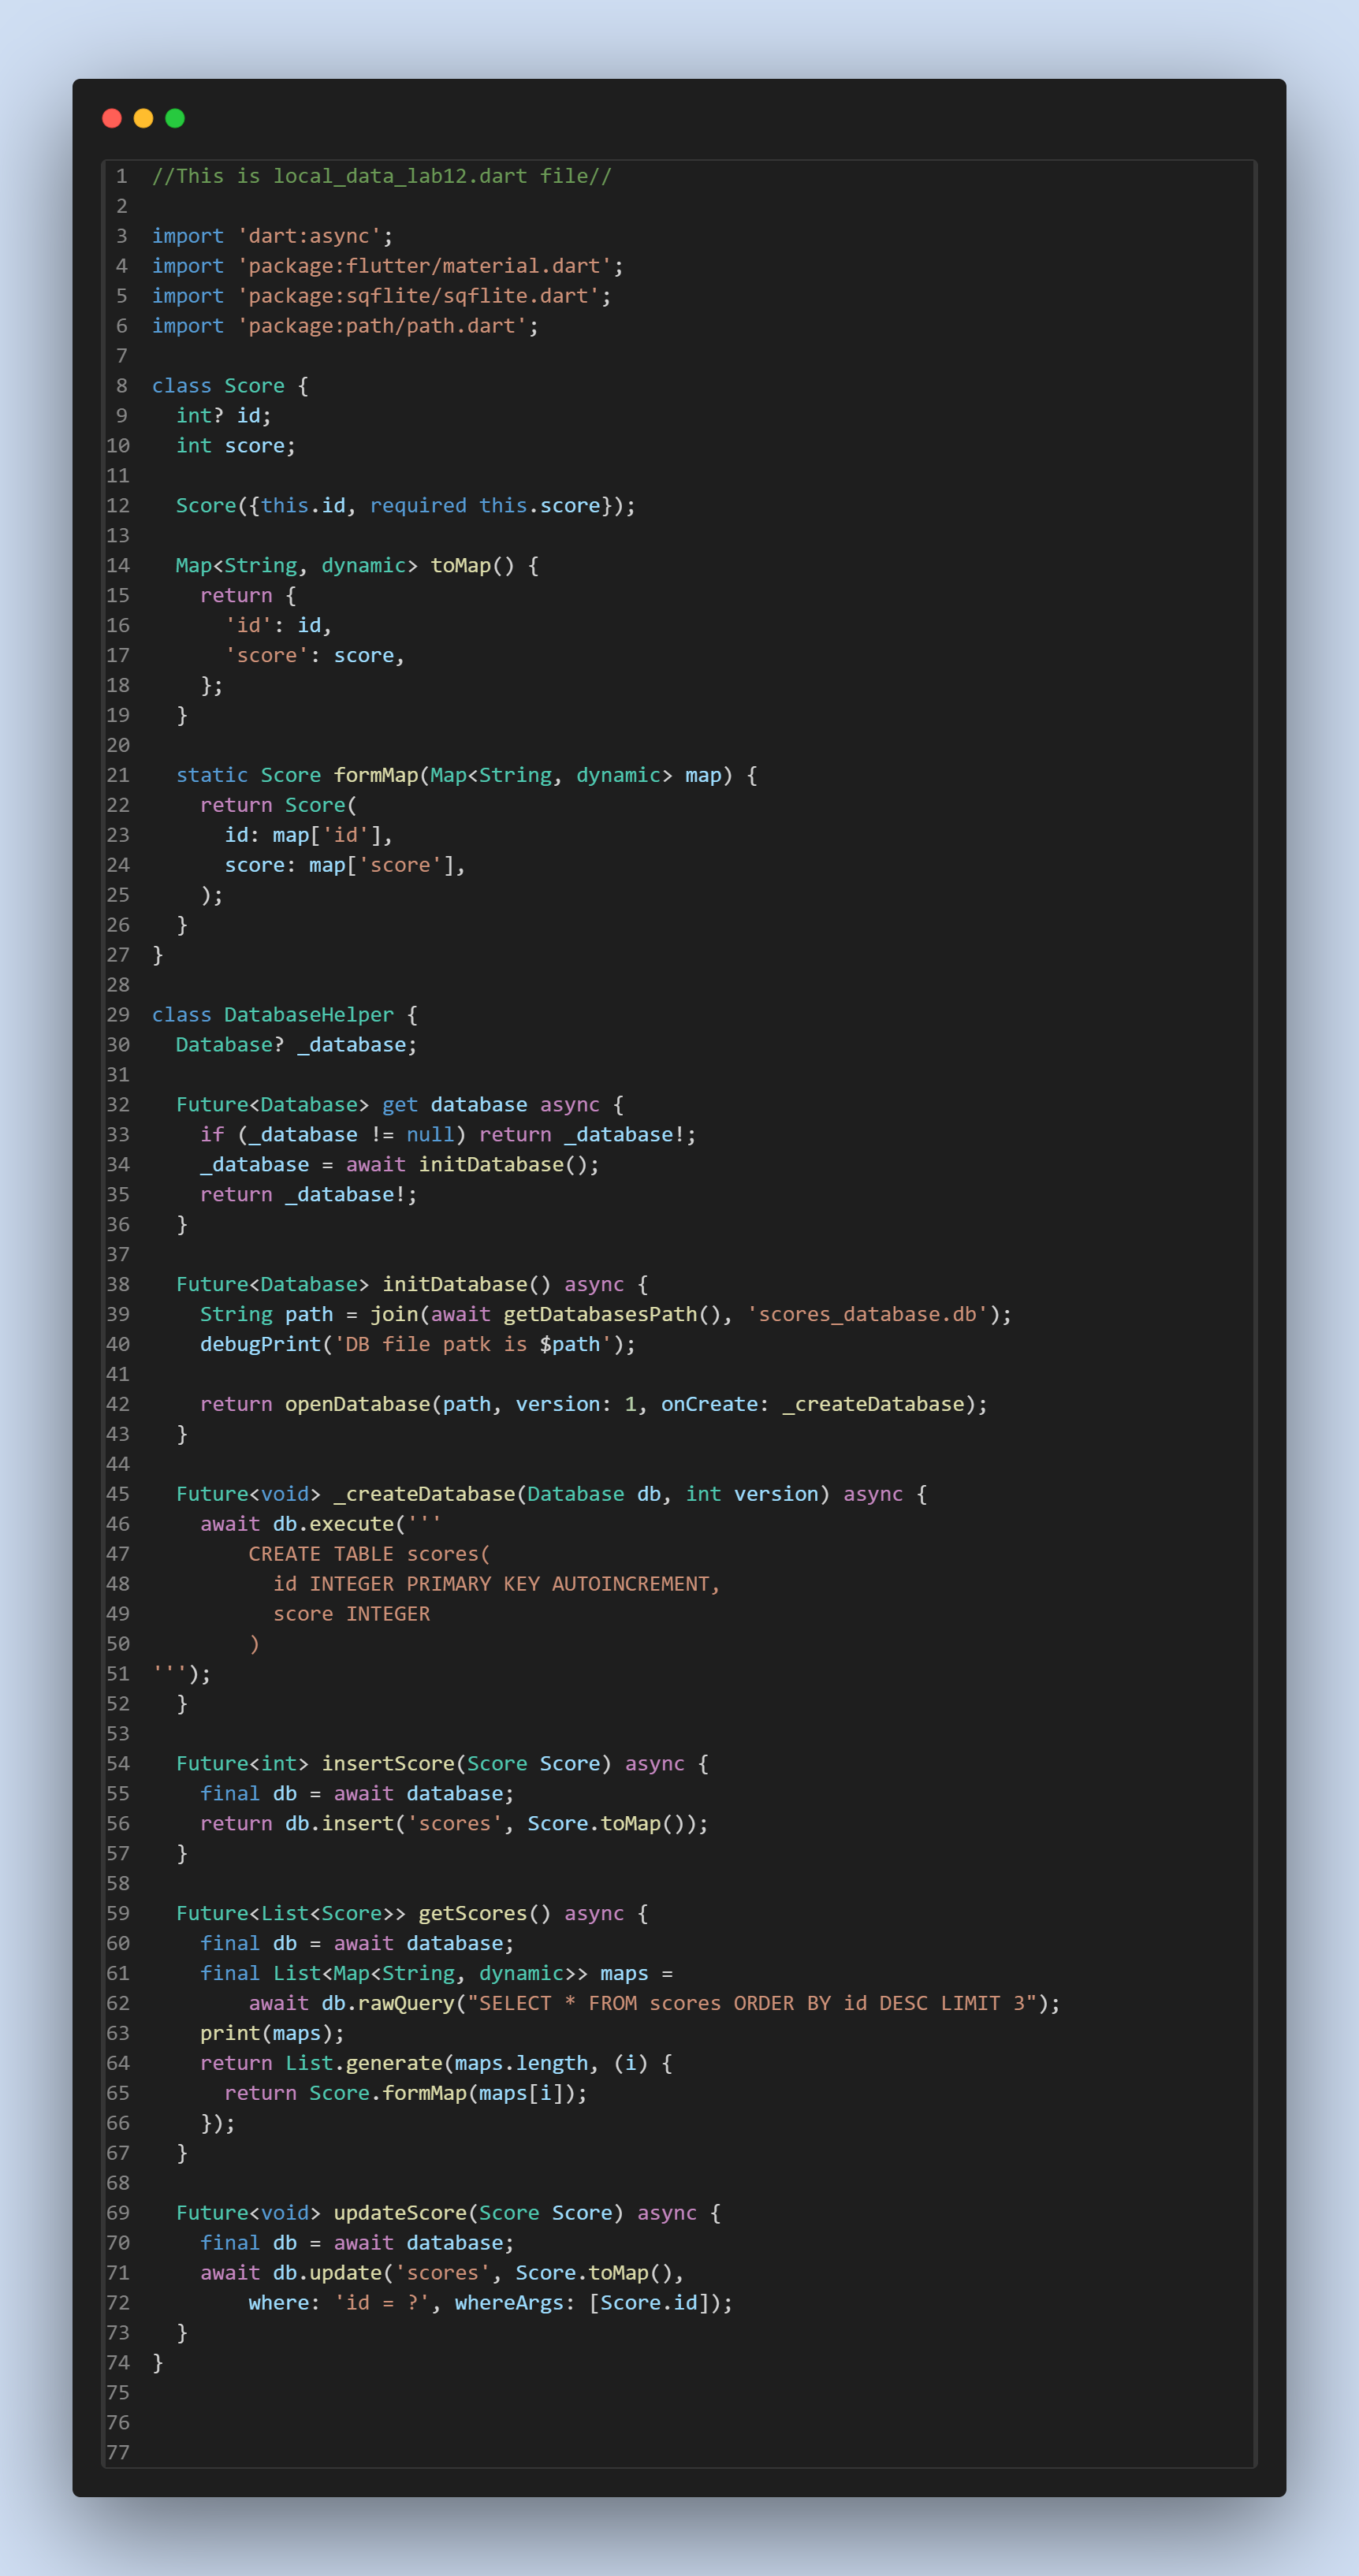 1 //This is local_data_lab12.dart file//
2
3 import 'dart:async';
4 import 'package:flutter/material.dart';
5 import 'package:sqflite/sqflite.dart';
6 import 'package:path/path.dart';
7
8 class Score {
9   int? id;
10   int score;
11
12   Score({this.id, required this.score});
13
14   Map<String, dynamic> toMap() {
15     return {
16       'id': id,
17       'score': score,
18     };
19   }
20
21   static Score formMap(Map<String, dynamic> map) {
22     return Score(
23       id: map['id'],
24       score: map['score'],
25     );
26   }
27 }
28
29 class DatabaseHelper {
30   Database? _database;
31
32   Future<Database> get database async {
33     if (_database != null) return _database!;
34     _database = await initDatabase();
35     return _database!;
36   }
37
38   Future<Database> initDatabase() async {
39     String path = join(await getDatabasesPath(), 'scores_database.db');
40     debugPrint('DB file patk is $path');
41
42     return openDatabase(path, version: 1, onCreate: _createDatabase);
43   }
44
45   Future<void> _createDatabase(Database db, int version) async {
46     await db.execute('''
47         CREATE TABLE scores(
48           id INTEGER PRIMARY KEY AUTOINCREMENT,
49           score INTEGER
50         )
51 ''');
52   }
53
54   Future<int> insertScore(Score Score) async {
55     final db = await database;
56     return db.insert('scores', Score.toMap());
57   }
58
59   Future<List<Score>> getScores() async {
60     final db = await database;
61     final List<Map<String, dynamic>> maps =
62         await db.rawQuery("SELECT * FROM scores ORDER BY id DESC LIMIT 3");
63     print(maps);
64     return List.generate(maps.length, (i) {
65       return Score.formMap(maps[i]);
66     });
67   }
68
69   Future<void> updateScore(Score Score) async {
70     final db = await database;
71     await db.update('scores', Score.toMap(),
72         where: 'id = ?', whereArgs: [Score.id]);
73   }
74 }
75
76
77